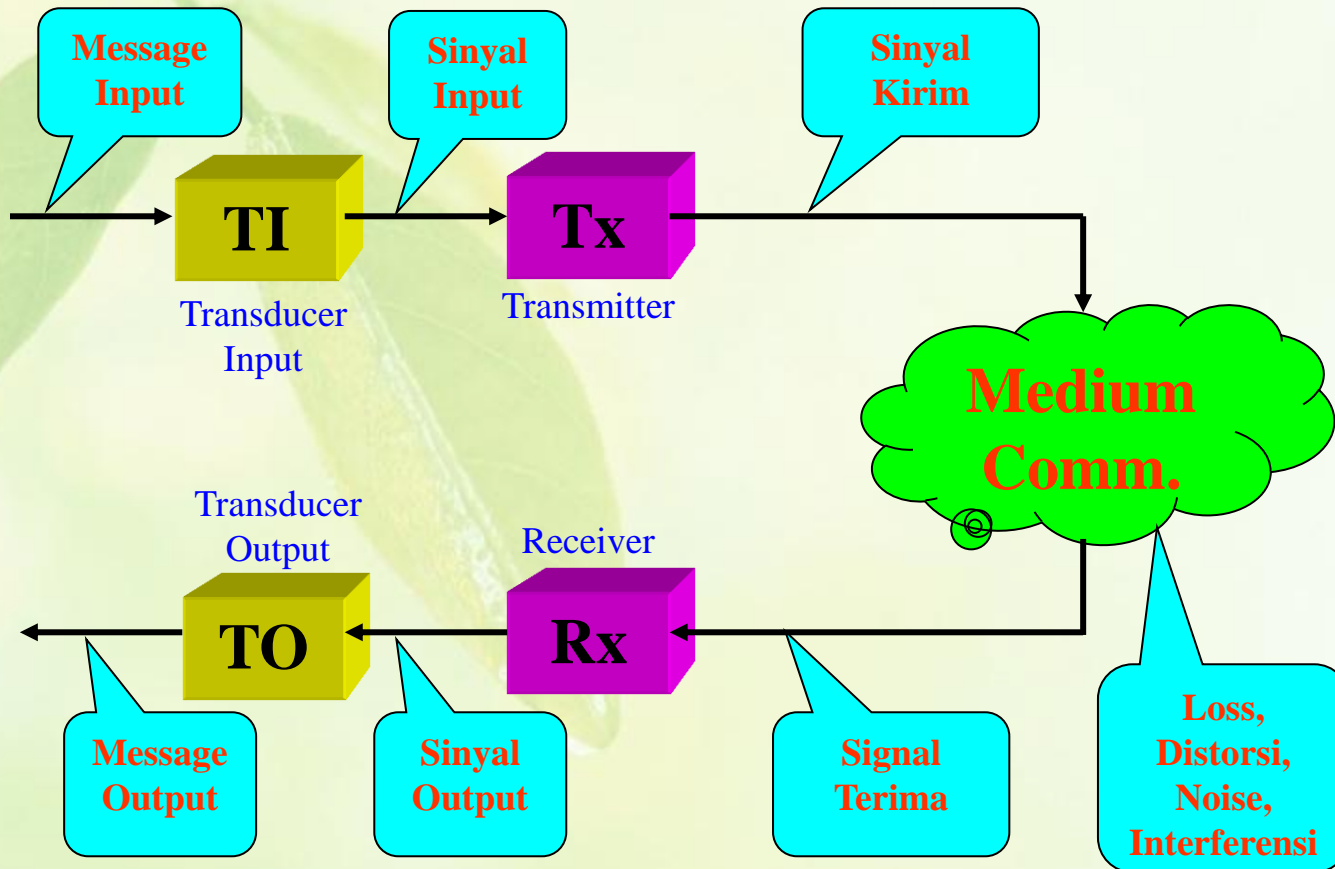 Message
Input
Sinyal
Input
Sinyal
Kirim
TI
Tx
Transducer
Input
Transmitter
Medium
Comm.
Transducer
Output
Receiver
TO
Rx
Message
Output
Sinyal
Output
Signal
Terima
Loss,
Distorsi,
Noise,
Interferensi